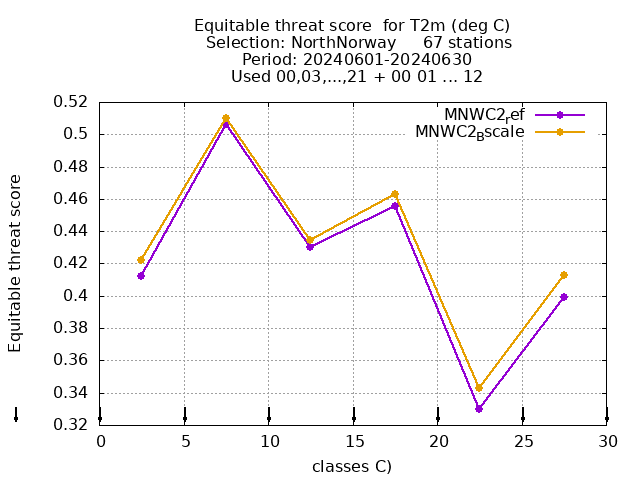 Equitable threat score  for T2m (deg C)
Selection: NorthNorway     67 stations
Period: 20240601-20240630
Used 00,03,...,21 + 00 01 ... 12
MNWC2ref
MNWC2Bscale
0.52
0.5
0.48
0.46
0.44
0.42
0.4
0.38
0.36
0.34
0.32
Equitable threat score
0 5 10 15 20 25 30
classes C)